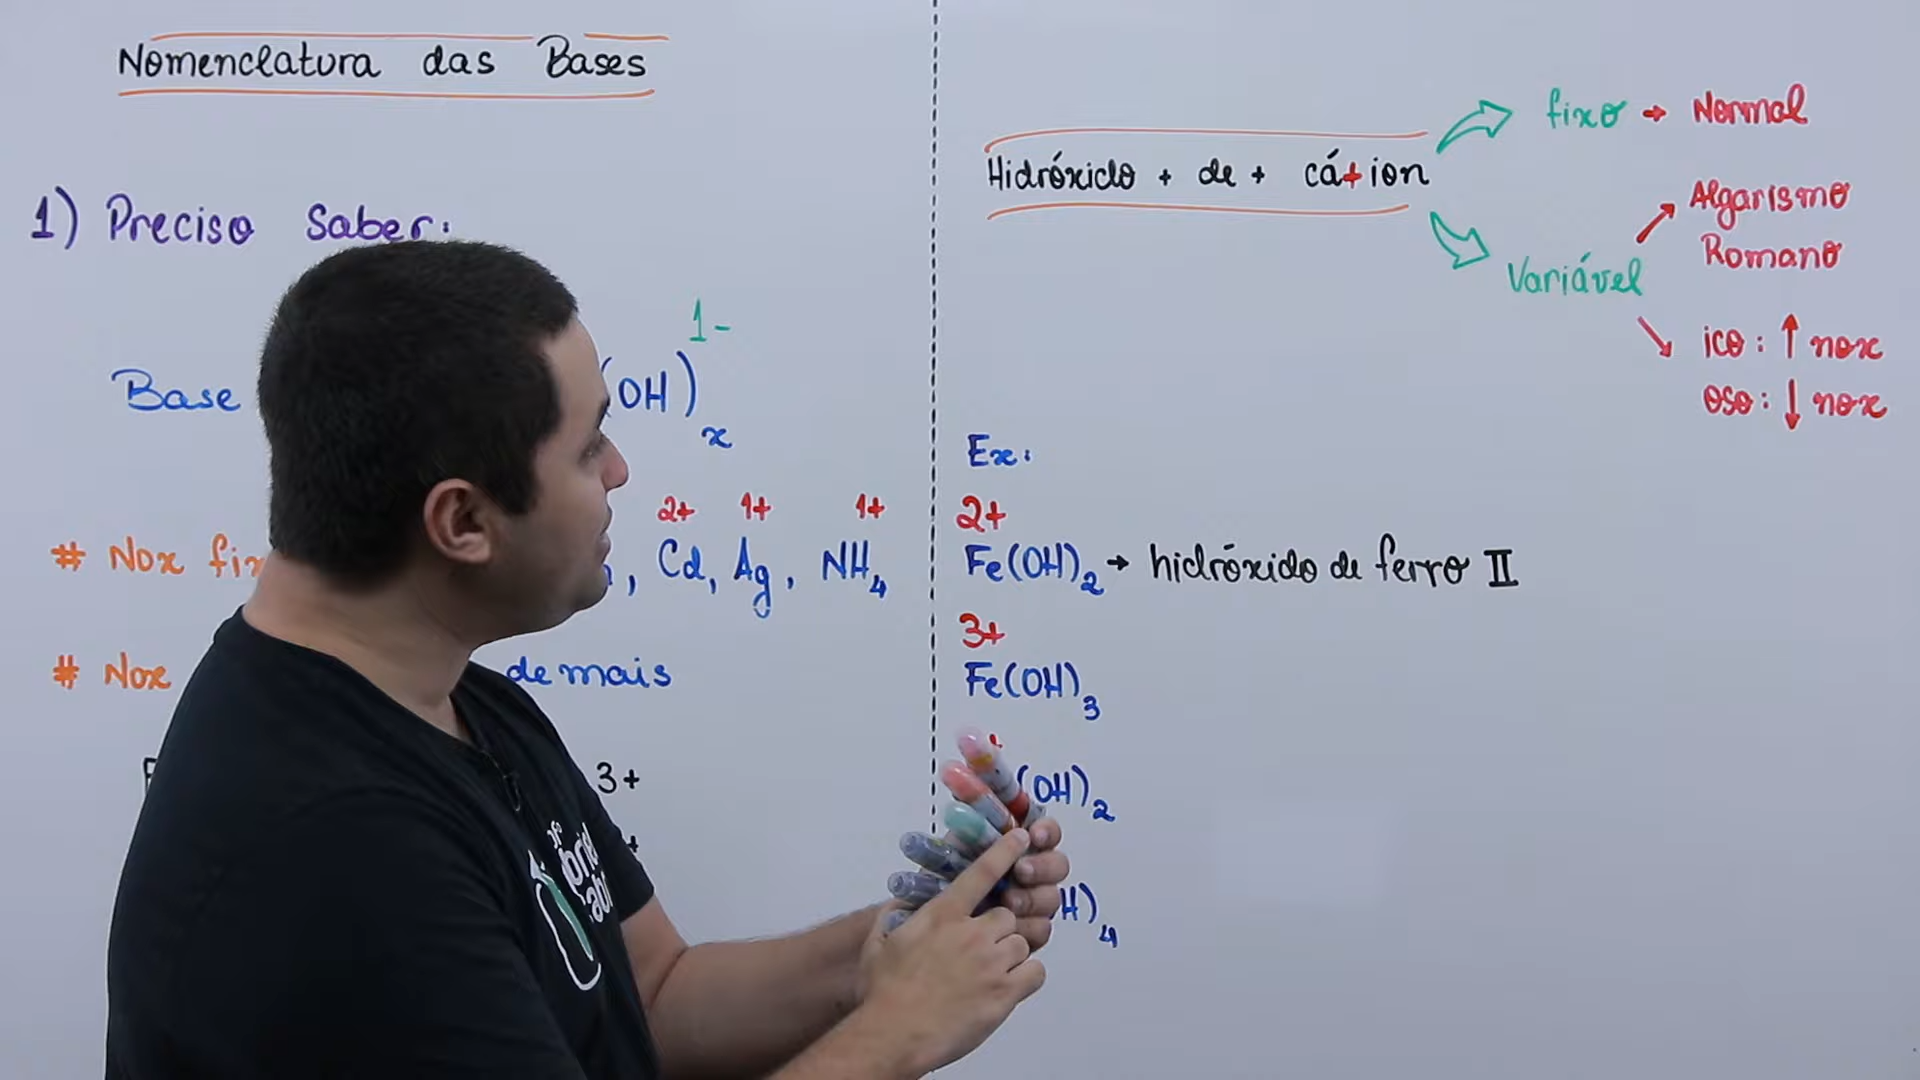 Nomenclatura das Bases
1) Preciso Saber:
1-
Base (OH)x
2+ 1+ 1+
# Nox , Cd, Ag, NH4
# Nox demais
3+
Hidróxido + de + cátion
fixo → Normal
Variável
Algarismo
Romano
ico: ↑ nox
oso: ↓ nox
Ex:
2+
Fe(OH)2 → hidróxido de ferro II
3+
Fe(OH)3
(OH)2
H)4